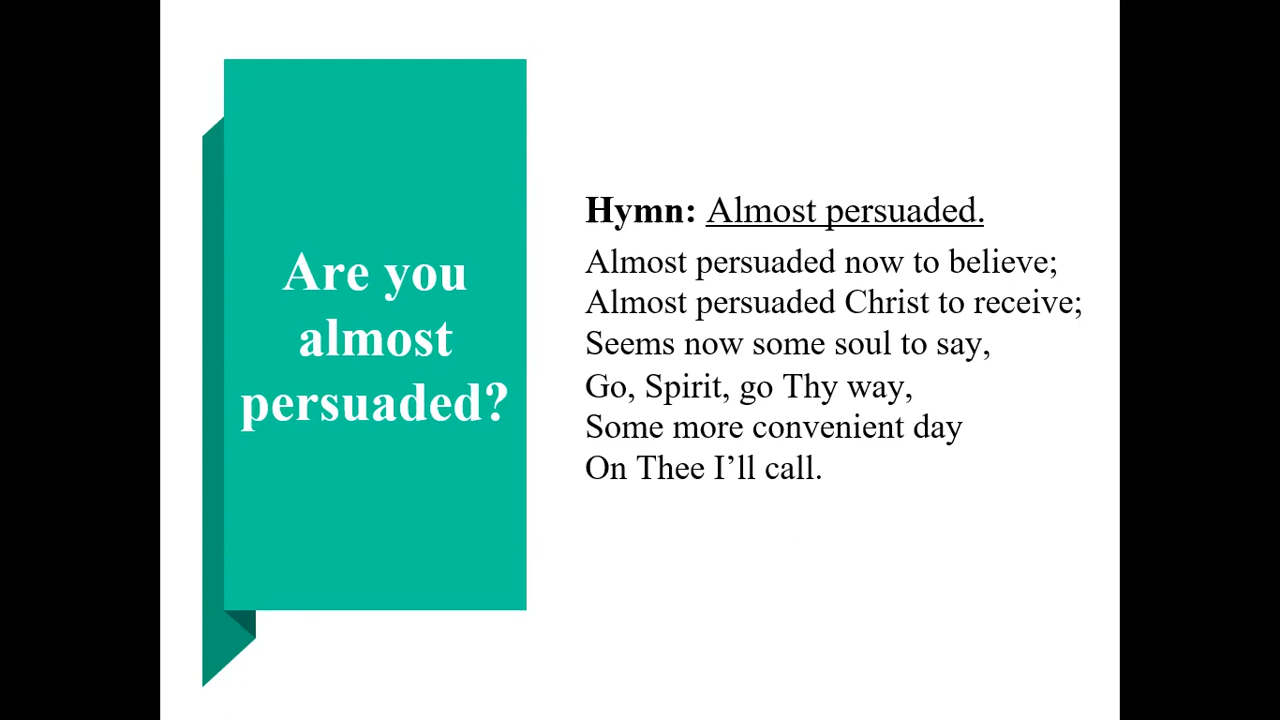 Are you
almost
persuaded?
Hymn: Almost persuaded.
Almost persuaded now to believe;
Almost persuaded Christ to receive;
Seems now some soul to say,
Go, Spirit, go Thy way,
Some more convenient day
On Thee I’ll call.